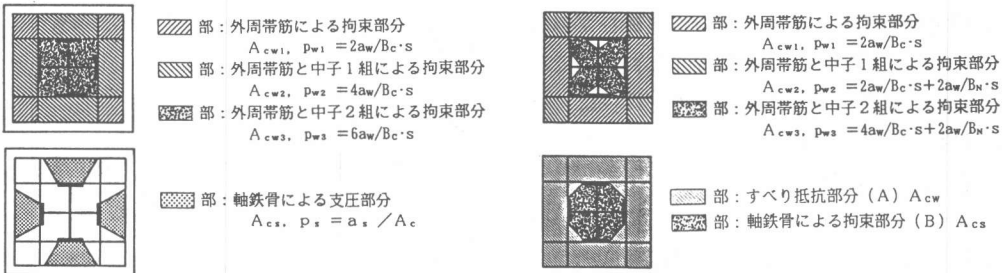 部：外周帯筋による拘束部分
Acw1, pw1 =2aw/Bc·s
部：外周帯筋と中子1組による拘束部分
Acw2, pw2 =4aw/Bc·s
部：外周帯筋と中子2組による拘束部分
Acw3, pw3 =6aw/Bc·s
部：軸鉄骨による支圧部分
Acs, ps =as /Ac
部：外周帯筋による拘束部分
Acw1, pw1 =2aw/Bc·s
部：外周帯筋と中子1組による拘束部分
Acw2, pw2 =2aw/Bc·s+2aw/BN·s
部：外周帯筋と中子2組による拘束部分
Acw3, pw3 =4aw/Bc·s+2aw/BN·s
部：すべり抵抗部分（A）Acw
部：軸鉄骨による拘束部分（B）Acs